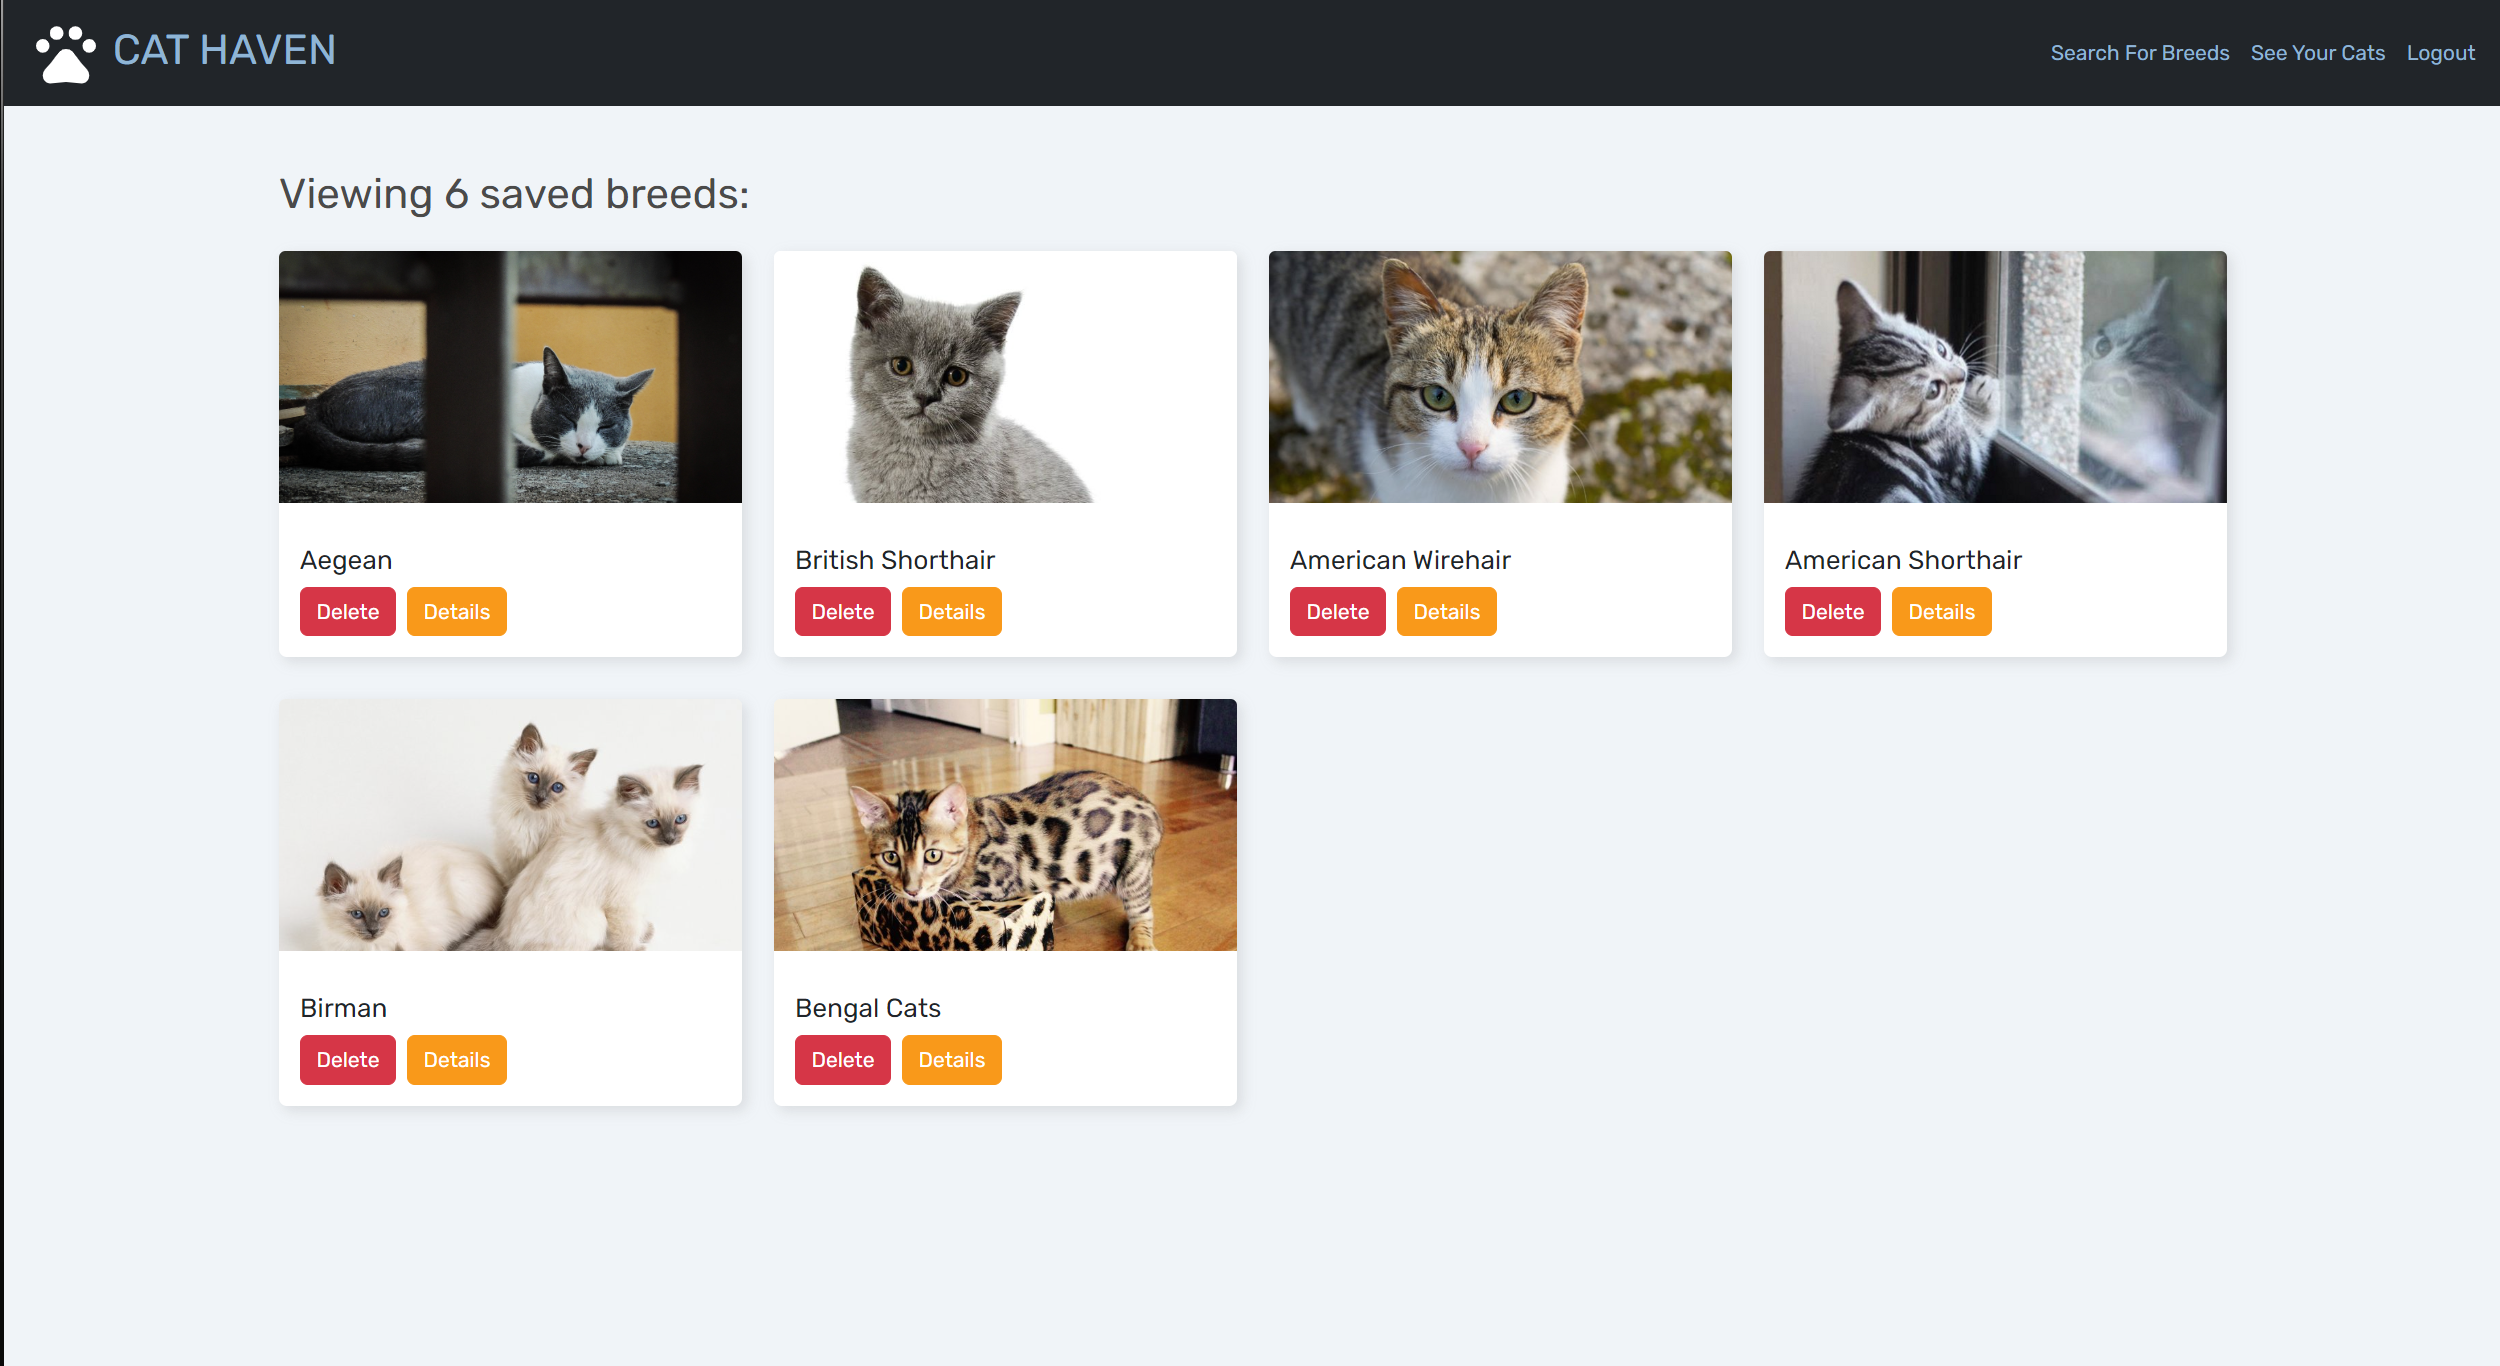 CAT HAVEN
Search For Breeds See Your Cats Logout
Viewing 6 saved breeds:
Aegean
Delete Details
British Shorthair
Delete Details
American Wirehair
Delete Details
American Shorthair
Delete Details
Birman
Delete Details
Bengal Cats
Delete Details